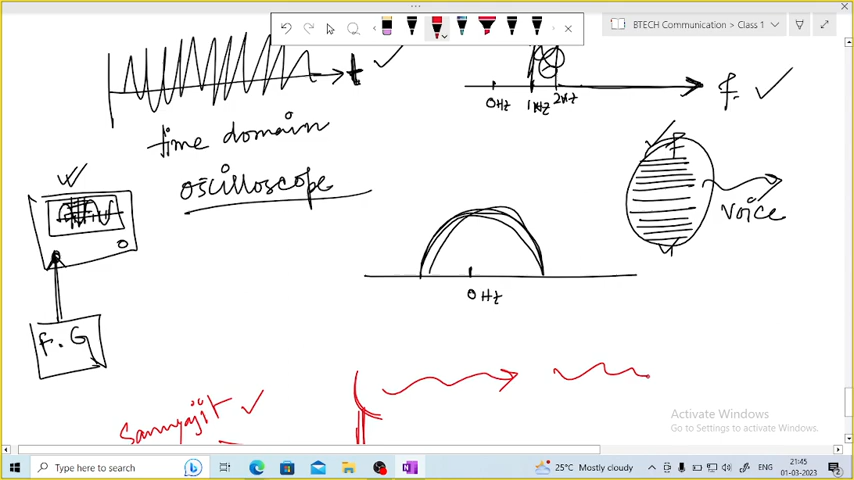 BTECH Communication > Class 1
t
f.
0Hz 1kHz 2kHz
time domain
oscilloscope
f
voice
0Hz
F.G
Activate Windows
Go to Settings to activate Windows.
Type here to search
25°C Mostly cloudy
ENG
21:45
01-03-2023
2